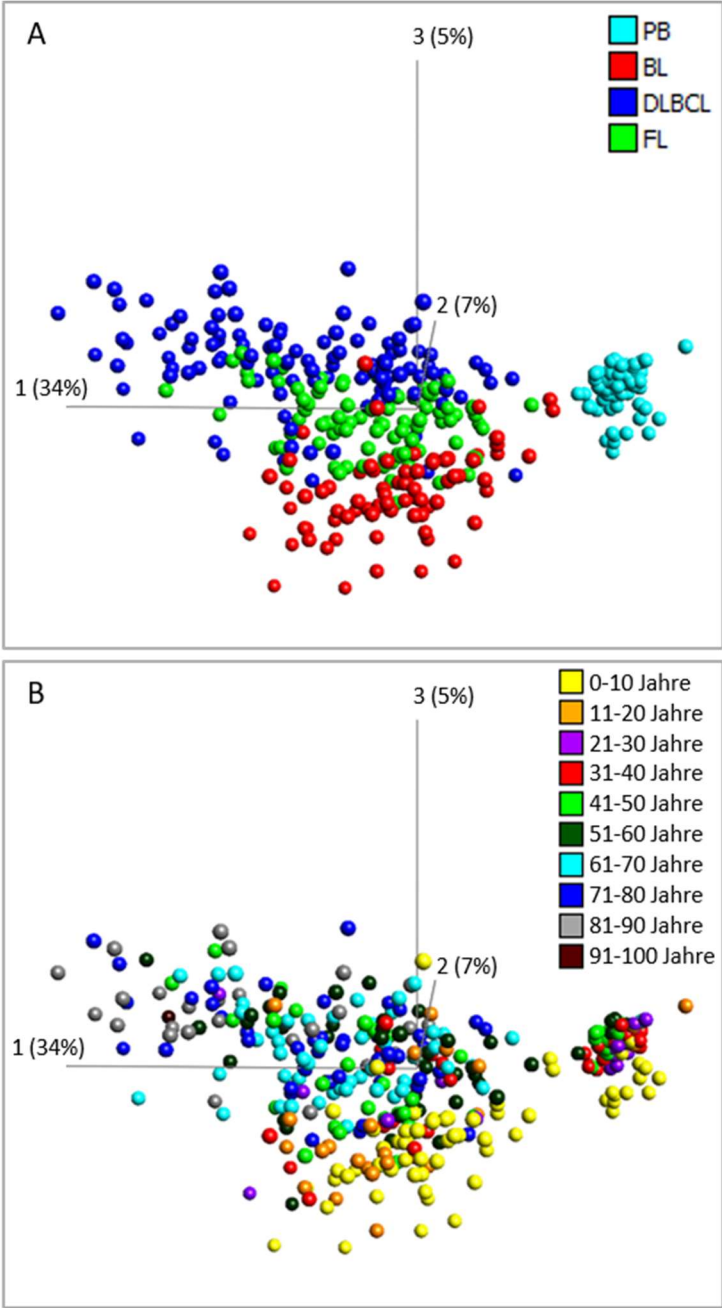 A
3 (5%)
PB
BL
DLBCL
FL
2 (7%)
1 (34%)
B
3 (5%)
0-10 Jahre
11-20 Jahre
21-30 Jahre
31-40 Jahre
41-50 Jahre
51-60 Jahre
61-70 Jahre
71-80 Jahre
81-90 Jahre
91-100 Jahre
2 (7%)
1 (34%)